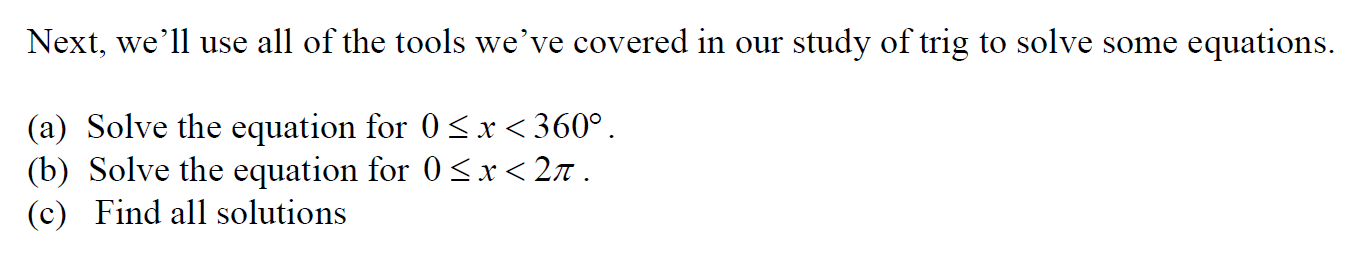 Next, we’ll use all of the tools we’ve covered in our study of trig to solve some equations.
(a) Solve the equation for 0 ≤ x < 360°.
(b) Solve the equation for 0 ≤ x < 2π.
(c) Find all solutions